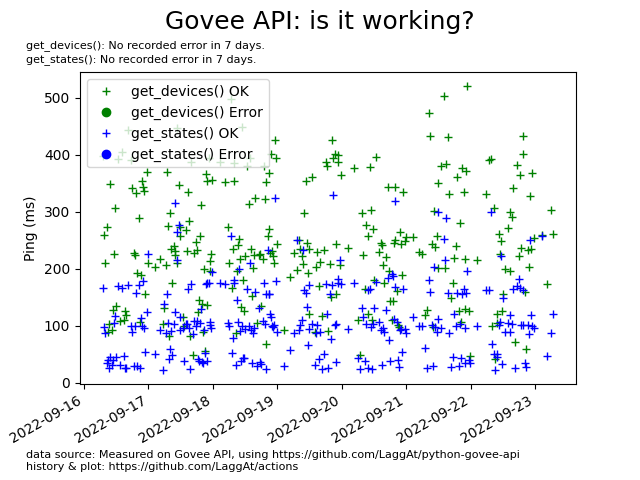 Govee API: is it working?
get_devices(): No recorded error in 7 days.
get_states(): No recorded error in 7 days.
get_devices() OK
get_devices() Error
get_states() OK
get_states() Error
Ping (ms)
500
400
300
200
100
0
2022-09-16
2022-09-17
2022-09-18
2022-09-19
2022-09-20
2022-09-21
2022-09-22
2022-09-23
data source: Measured on Govee API, using https://github.com/LaggAt/python-govee-api
history & plot: https://github.com/LaggAt/actions